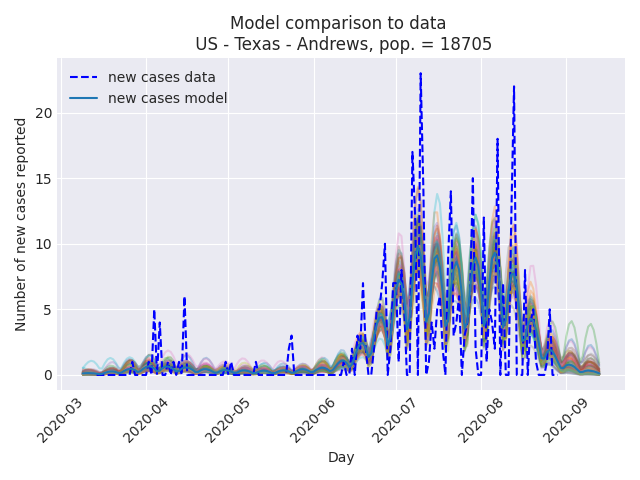 Model comparison to data
US - Texas - Andrews, pop. = 18705
new cases data
new cases model
Number of new cases reported
20
15
10
5
0
2020-03
2020-04
2020-05
2020-06
2020-07
2020-08
2020-09
Day